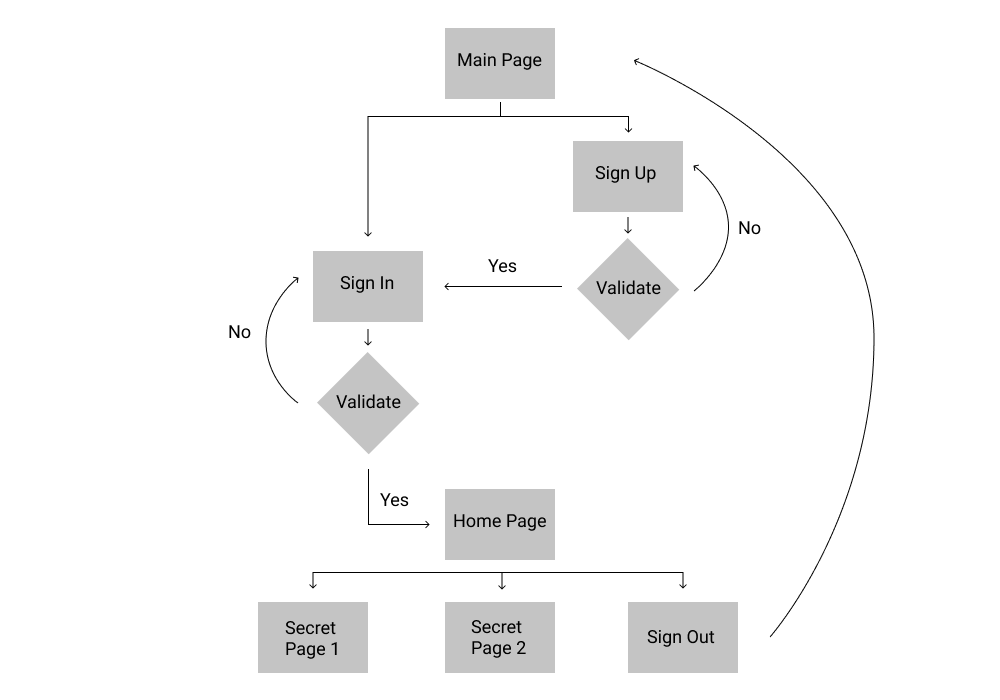 Main Page
Sign Up
No
Yes
Sign In
Validate
No
Validate
Yes
Home Page
Secret
Page 1
Secret
Page 2
Sign Out